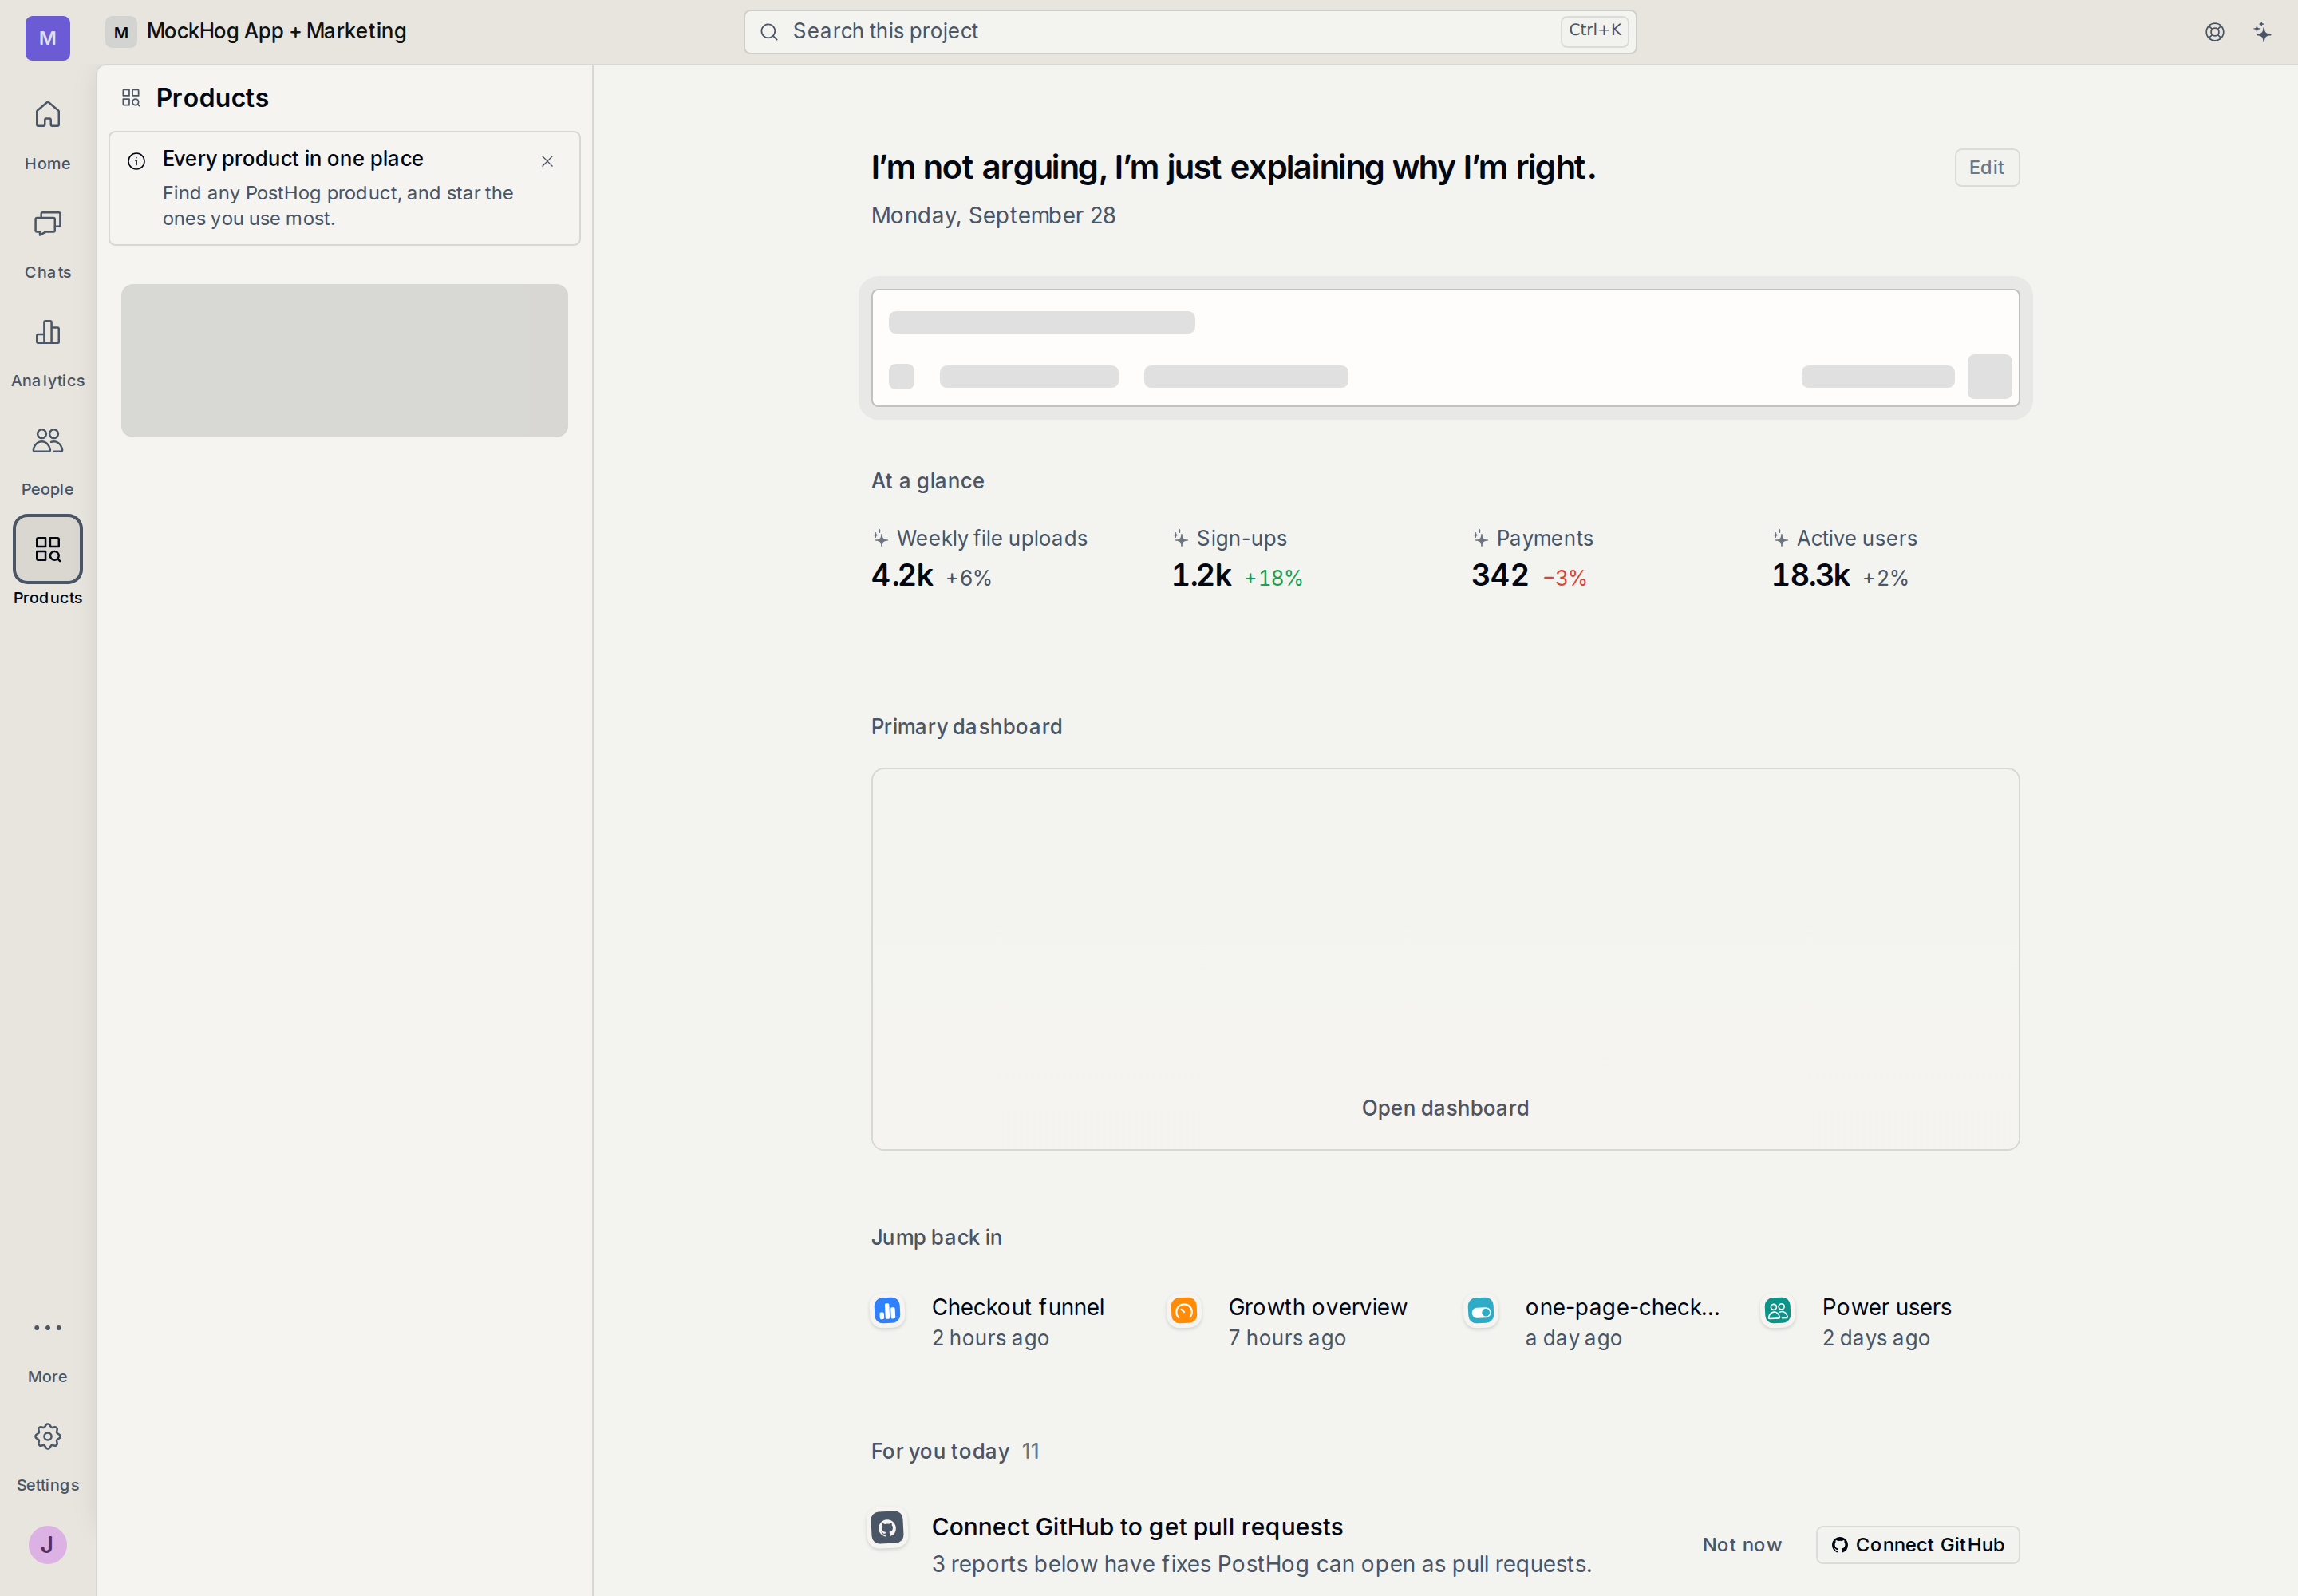 M
M MockHog App + Marketing
Search this project
Ctrl+K
Home
Chats
Analytics
People
Products
More
Settings
J
Products
Every product in one place
Find any PostHog product, and star the
ones you use most.
I’m not arguing, I’m just explaining why I’m right.
Edit
Monday, September 28
At a glance
Weekly file uploads
4.2k +6%
Sign-ups
1.2k +18%
Payments
342 −3%
Active users
18.3k +2%
Primary dashboard
Open dashboard
Jump back in
Checkout funnel
2 hours ago
Growth overview
7 hours ago
one-page-check...
a day ago
Power users
2 days ago
For you today 11
Connect GitHub to get pull requests
3 reports below have fixes PostHog can open as pull requests.
Not now
Connect GitHub